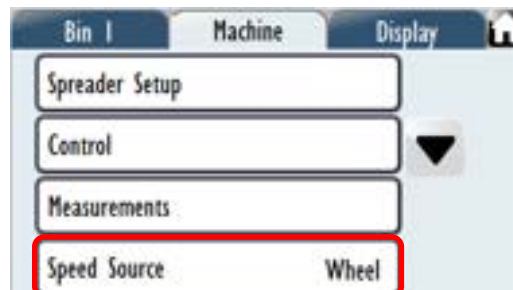 Bin 1 Machine Display
Spreader Setup
Control
Measurements
Speed Source Wheel